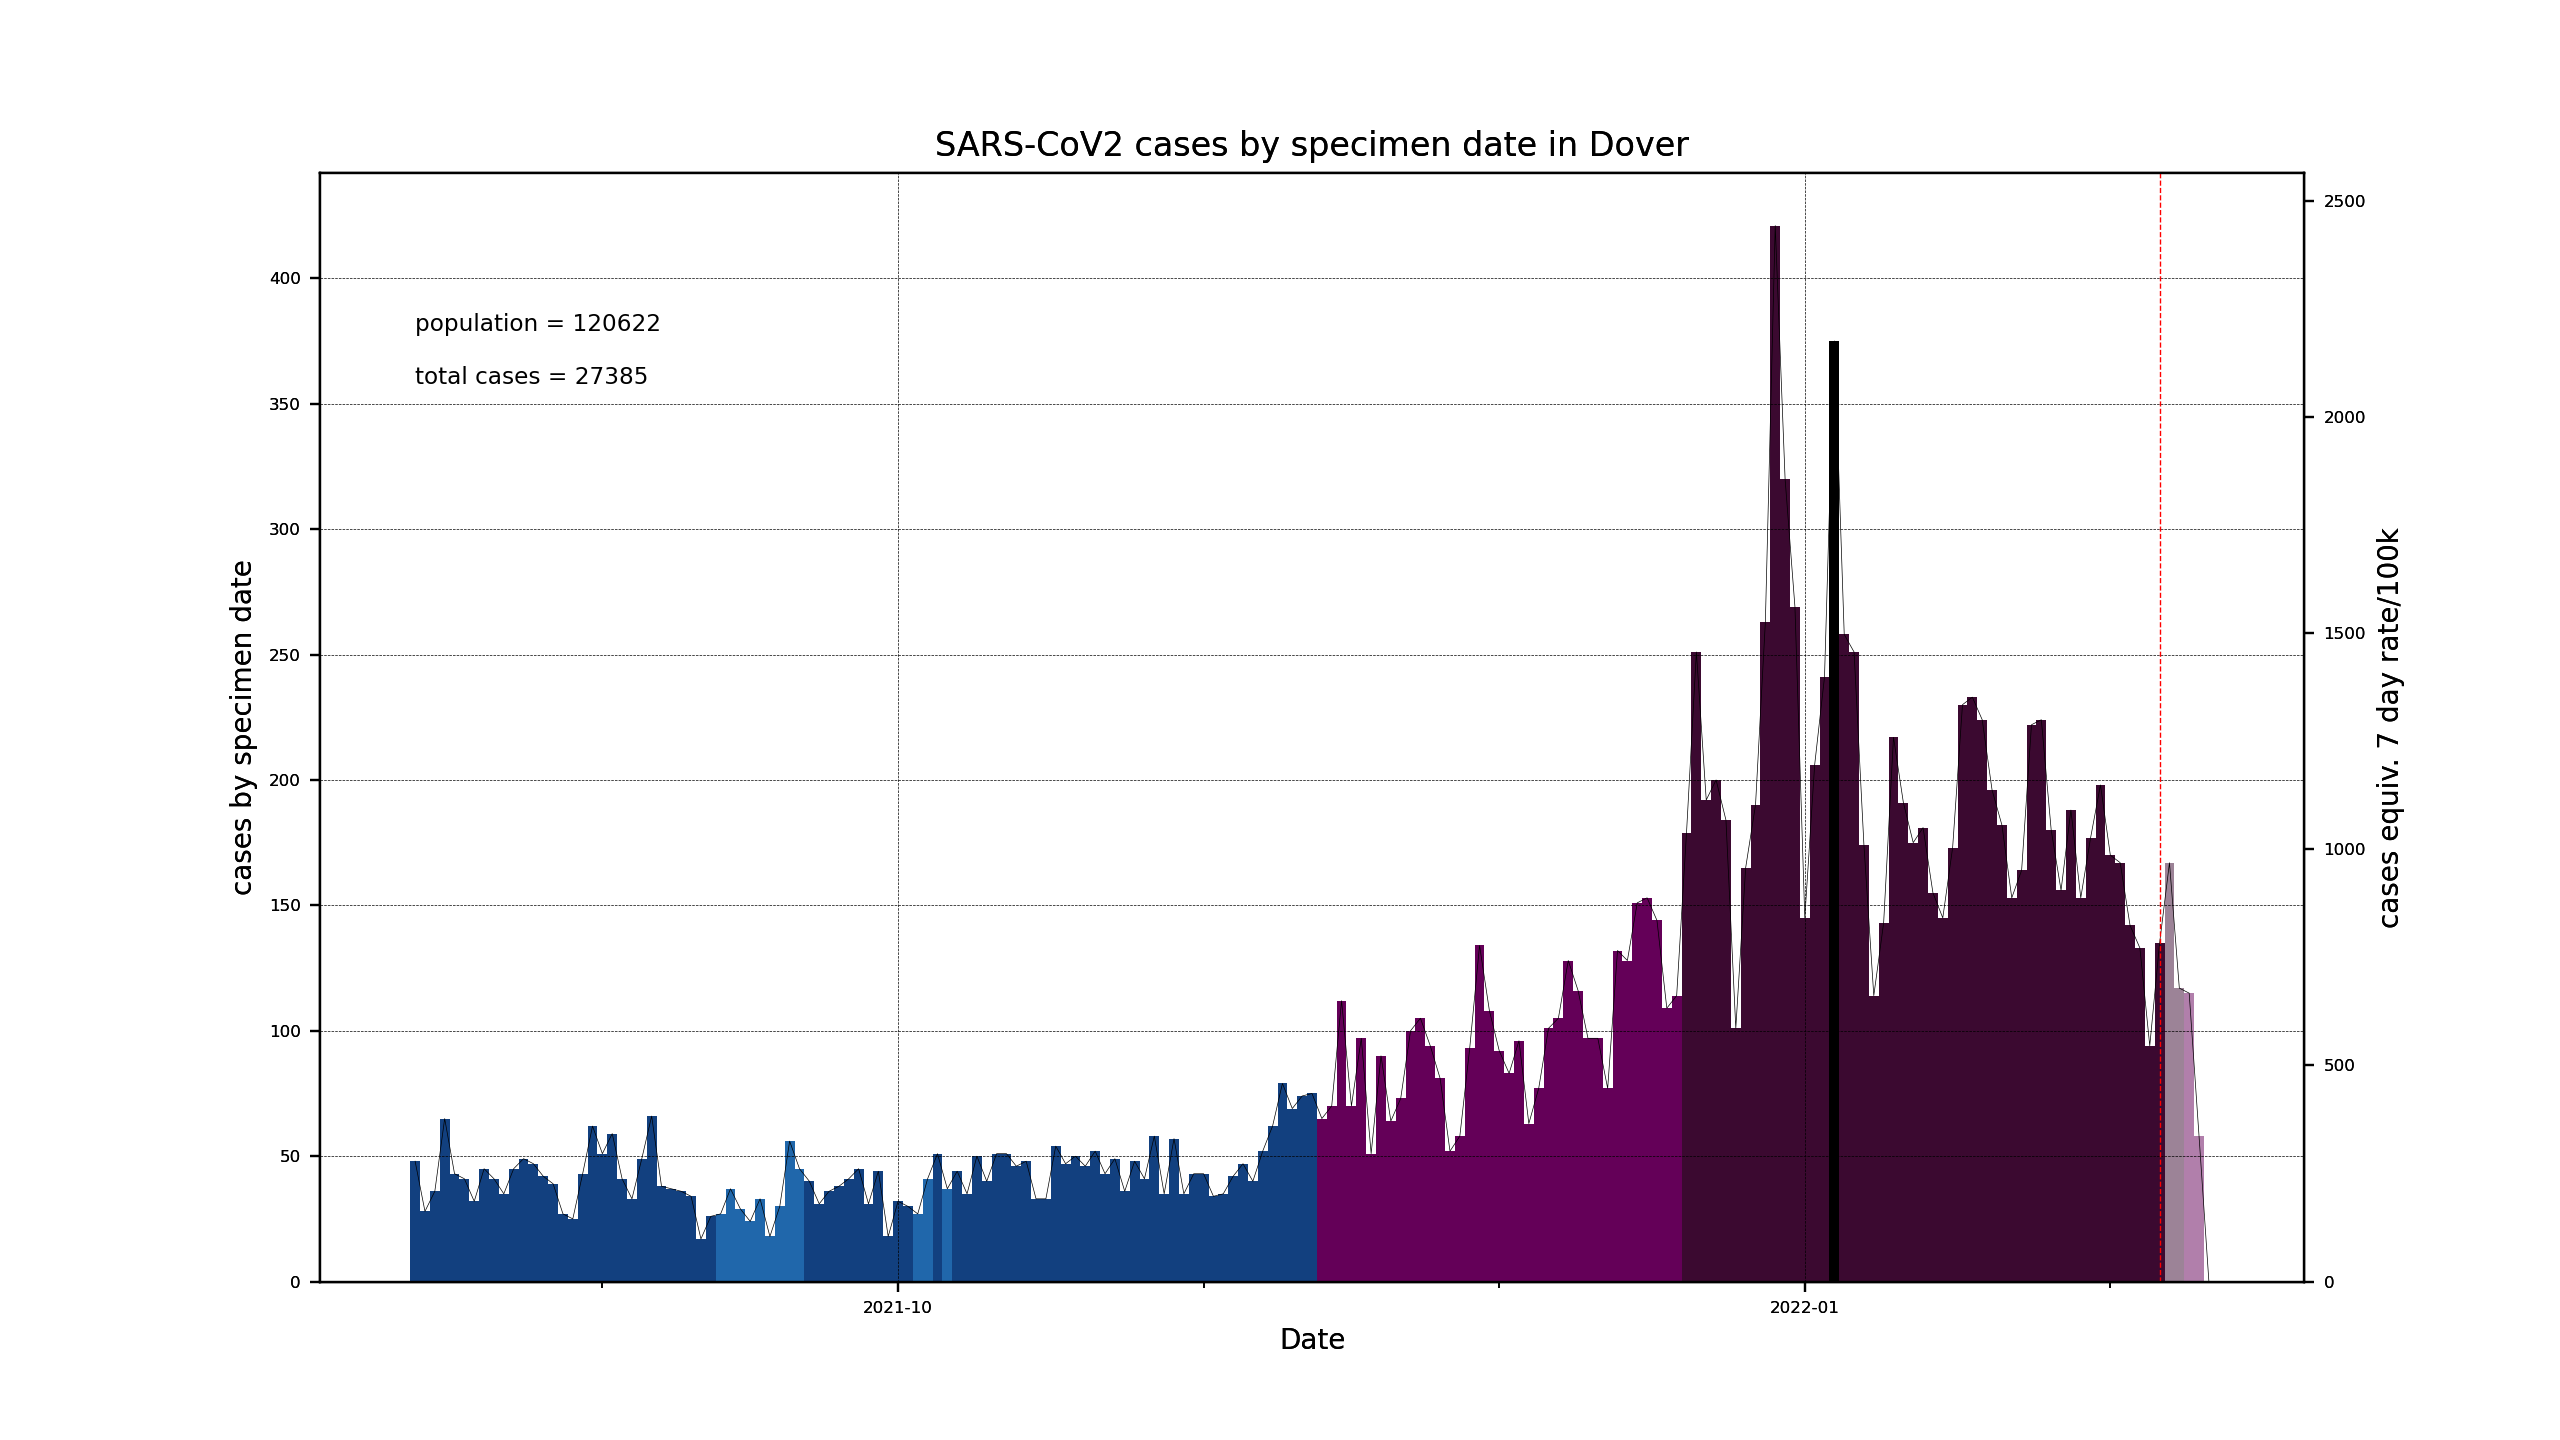 SARS-CoV2 cases by specimen date in Dover
population = 120622
total cases = 27385
cases by specimen date
400
350
300
250
200
150
100
50
0
2500
2000
1500
1000
500
0
cases equiv. 7 day rate/100k
2021-10
2022-01
Date